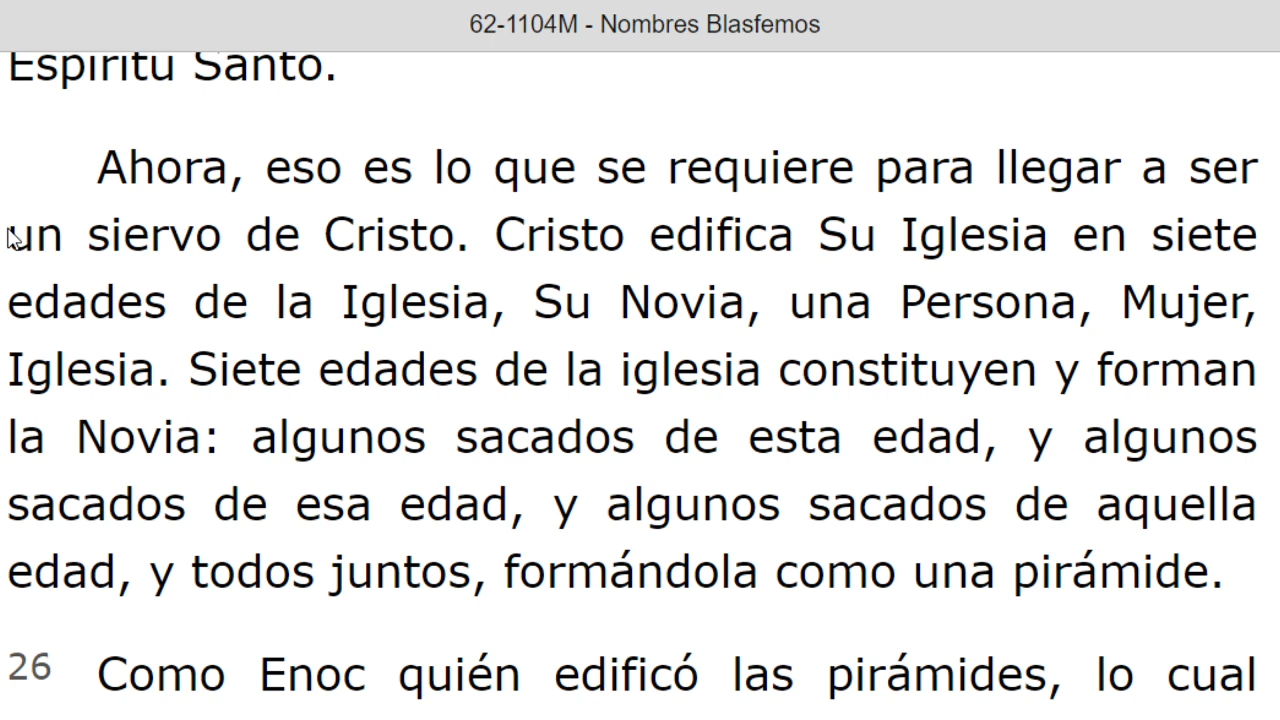 62-1104M - Nombres Blasfemos
Espíritu Santo.
Ahora, eso es lo que se requiere para llegar a ser
un siervo de Cristo. Cristo edifica Su Iglesia en siete
edades de la Iglesia, Su Novia, una Persona, Mujer,
Iglesia. Siete edades de la iglesia constituyen y forman
la Novia: algunos sacados de esta edad, y algunos
sacados de esa edad, y algunos sacados de aquella
edad, y todos juntos, formándola como una pirámide.
26 Como Enoc quién edificó las pirámides, lo cual